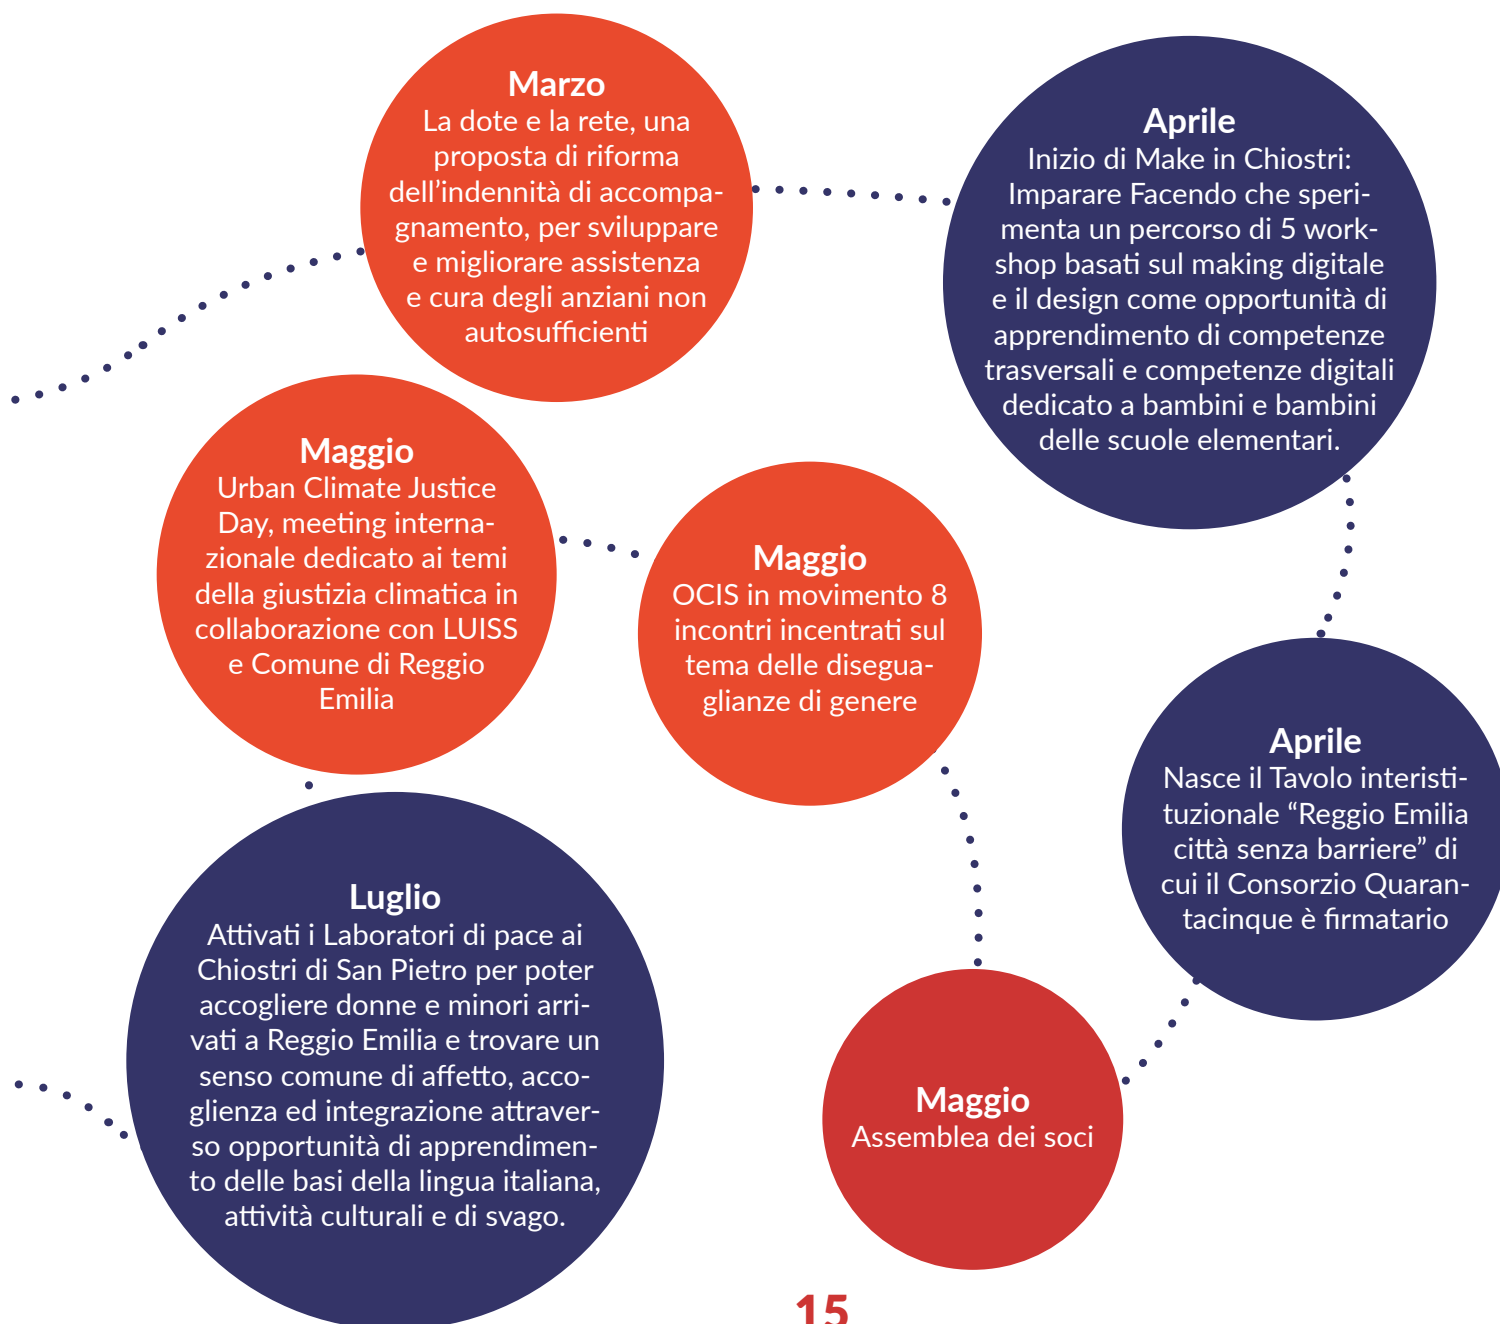 Marzo
La dote e la rete, una
proposta di riforma
dell’indennità di accompa-
gnamento, per sviluppare
e migliorare assistenza
e cura degli anziani non
autosufficienti
Aprile
Inizio di Make in Chiostri:
Imparare Facendo che speri-
menta un percorso di 5 work-
shop basati sul making digitale
e il design come opportunità di
apprendimento di competenze
trasversali e competenze digitali
dedicato a bambini e bambini
delle scuole elementari.
Aprile
Nasce il Tavolo interisti-
tuzionale “Reggio Emilia
città senza barriere” di
cui il Consorzio Quaran-
tacinque è firmatario
Maggio
Assemblea dei soci
Maggio
OCIS in movimento 8
incontri incentrati sul
tema delle disegua-
glianze di genere
Maggio
Urban Climate Justice
Day, meeting interna-
zionale dedicato ai temi
della giustizia climatica in
collaborazione con LUISS
e Comune di Reggio
Emilia
Luglio
Attivati i Laboratori di pace ai
Chiostri di San Pietro per poter
accogliere donne e minori arri-
vati a Reggio Emilia e trovare un
senso comune di affetto, acco-
glienza ed integrazione attraver-
so opportunità di apprendimen-
to delle basi della lingua italiana,
attività culturali e di svago.
15